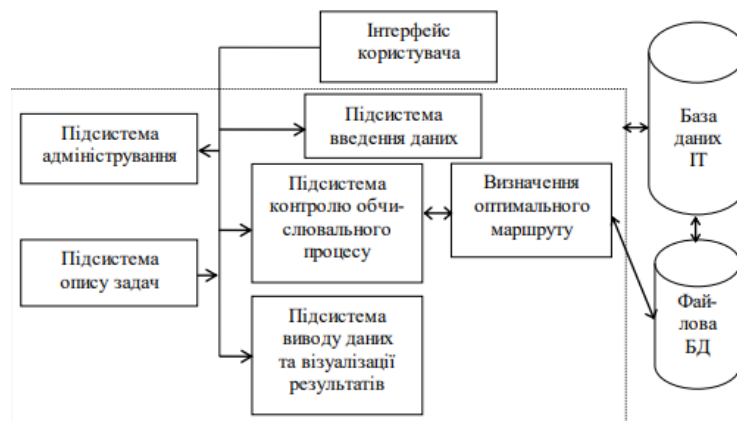 Інтерфейс
користувача
Підсистема
введення даних
Підсистема
адміністрування
База
даних
ІТ
Підсистема
контролю обчи-
слювального
процесу
Визначення
оптимального
маршруту
Підсистема
опису задач
Фай-
лова
БД
Підсистема
виводу даних
та візуалізації
результатів